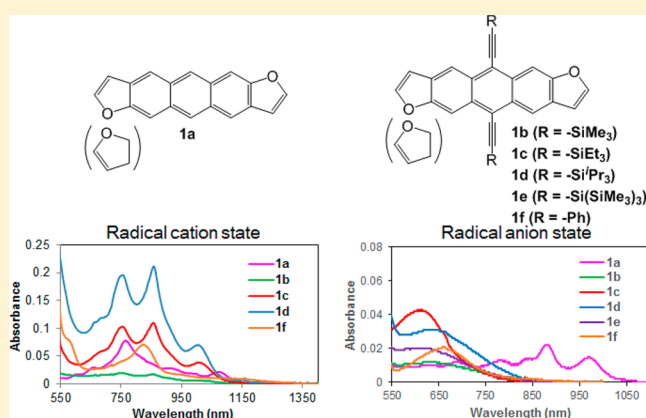 O
O
O
1a
R
O
O
O
R
1b (R = -SiMe3)
1c (R = -SiEt3)
1d (R = -SiiPr3)
1e (R = -Si(SiMe3)3)
1f (R = -Ph)
Radical cation state
Absorbance
0.25
0.2
0.15
0.1
0.05
0
1a
1b
1c
1d
1f
550 750 950 1150 1350
Wavelength (nm)
Radical anion state
Absorbance
0.08
0.06
0.04
0.02
0
1a
1b
1c
1d
1e
1f
550 650 750 850 950 1050
Wavelength (nm)